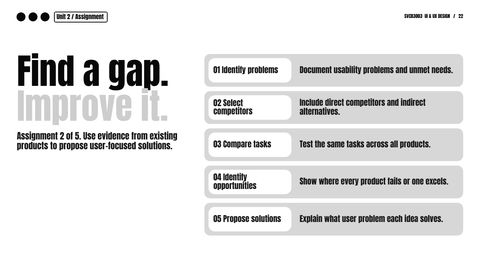 Unit 2 / Assignment
SVCD3003 UI & UX DESIGN / 22
Find a gap.
Improve it.
Assignment 2 of 5. Use evidence from existing
products to propose user-focused solutions.
01 Identify problems
Document usability problems and unmet needs.
02 Select
competitors
Include direct competitors and indirect
alternatives.
03 Compare tasks
Test the same tasks across all products.
04 Identify
opportunities
Show where every product fails or one excels.
05 Propose solutions
Explain what user problem each idea solves.